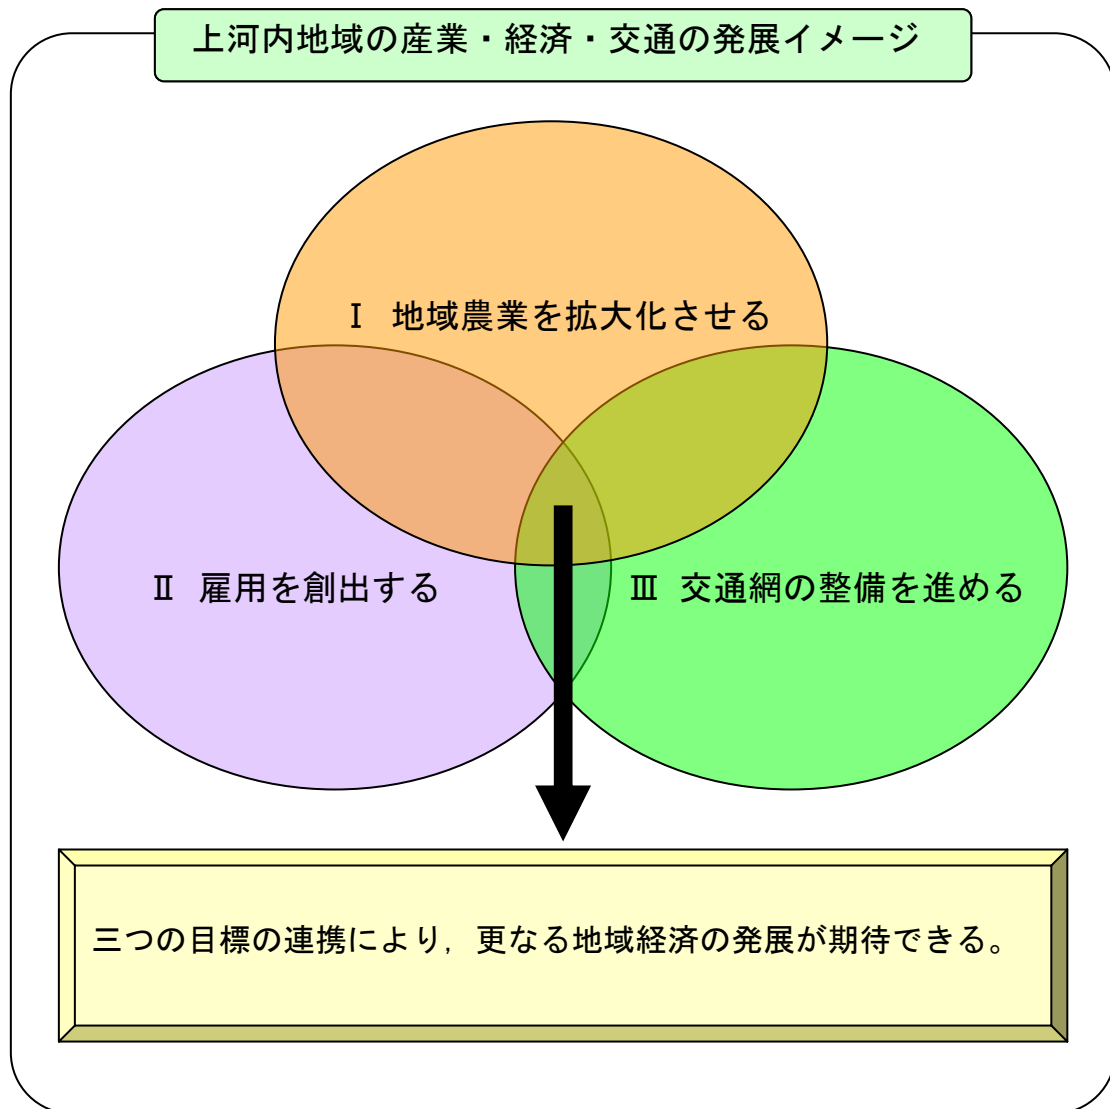 上河内地域の産業・経済・交通の発展イメージ
Ⅰ 地域農業を拡大化させる
Ⅱ 雇用を創出する
Ⅲ 交通網の整備を進める
三つの目標の連携により，更なる地域経済の発展が期待できる。